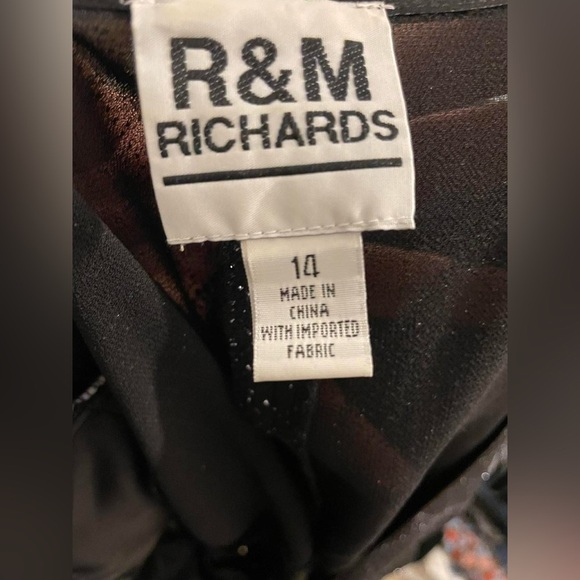 R&M
RICHARDS
14
MADE IN
CHINA
WITH IMPORTED
FABRIC